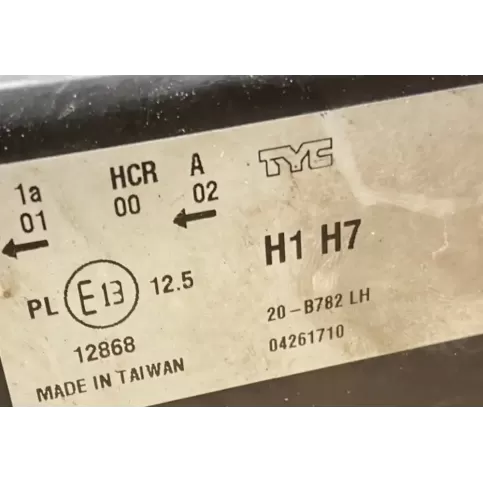 TYC
1a HCR A
01 00 02
H1 H7
PL E13 12.5
20-B782 LH
12868
04261710
MADE IN TAIWAN